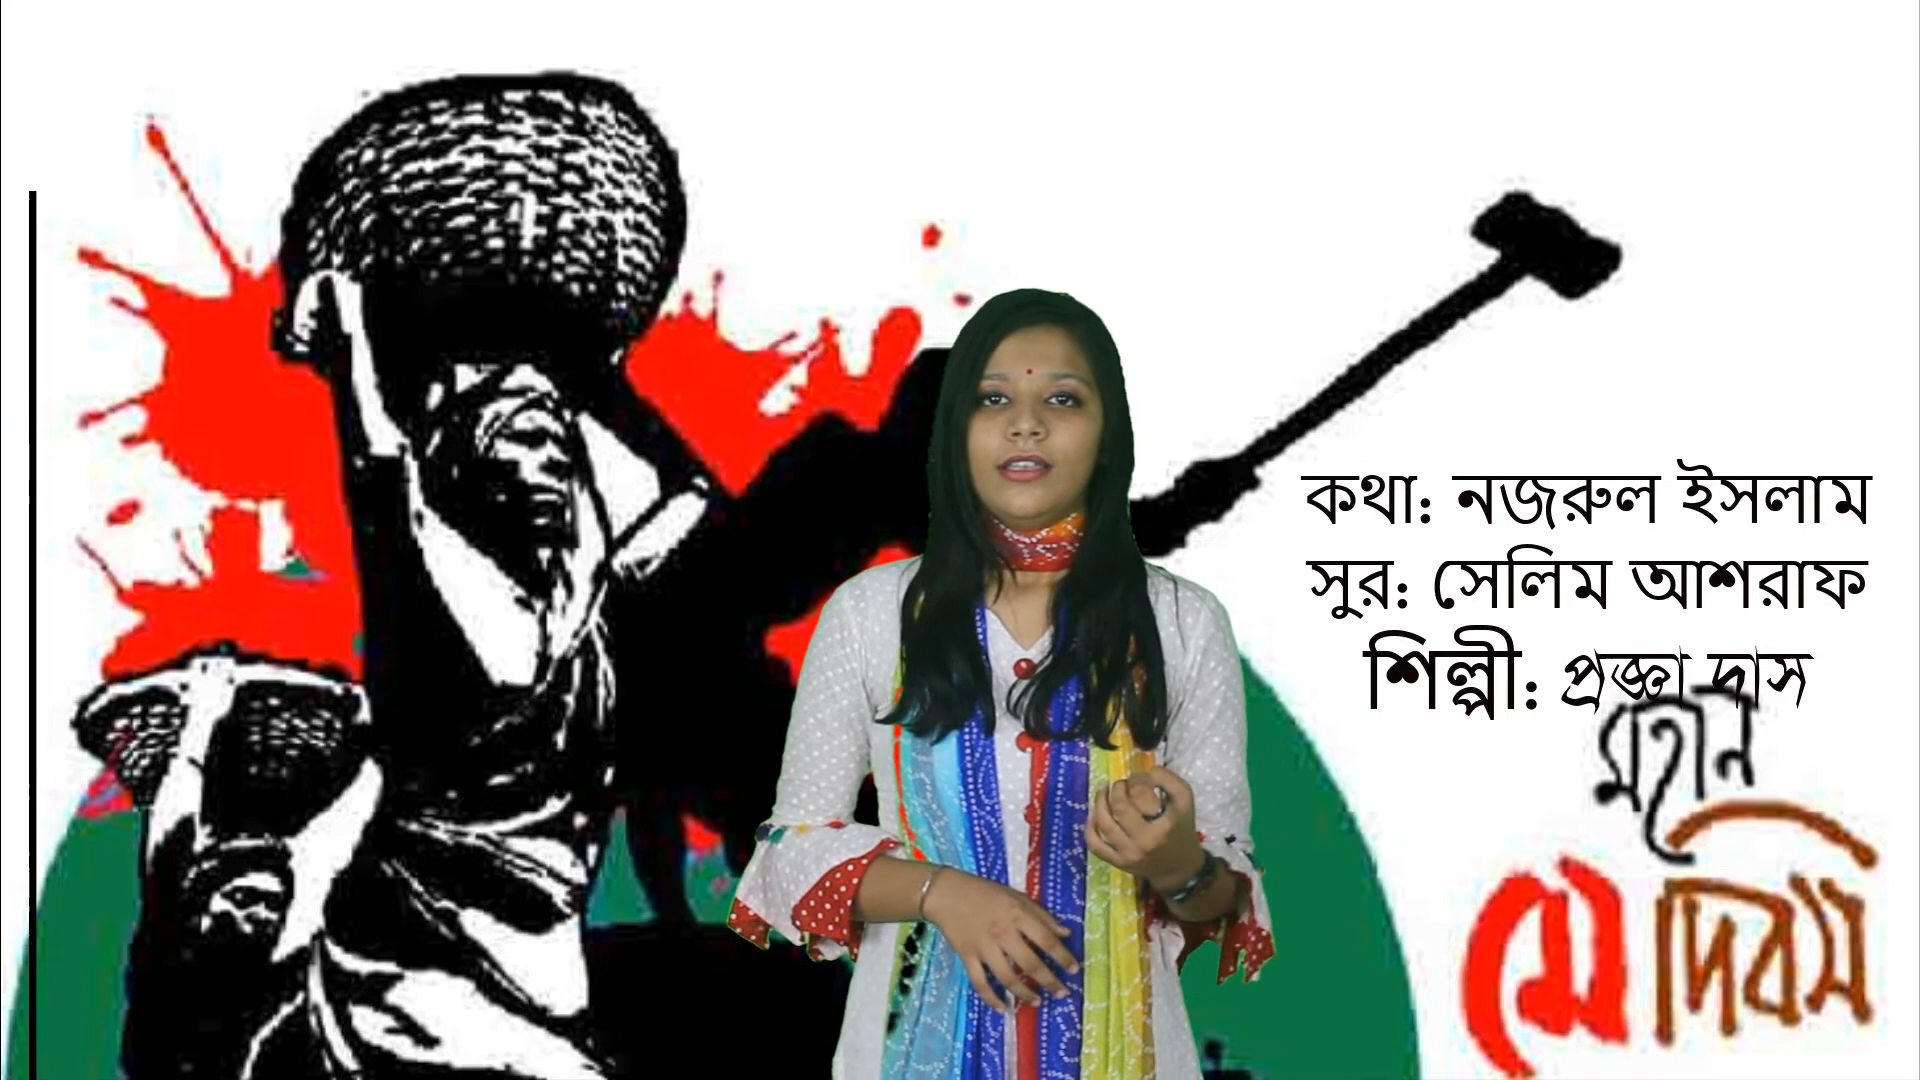 কথা: নজরুল ইসলাম
সুর: সেলিম আশরাফ
শিল্পী: প্রজ্ঞা দাস
মহান
মে দিবস